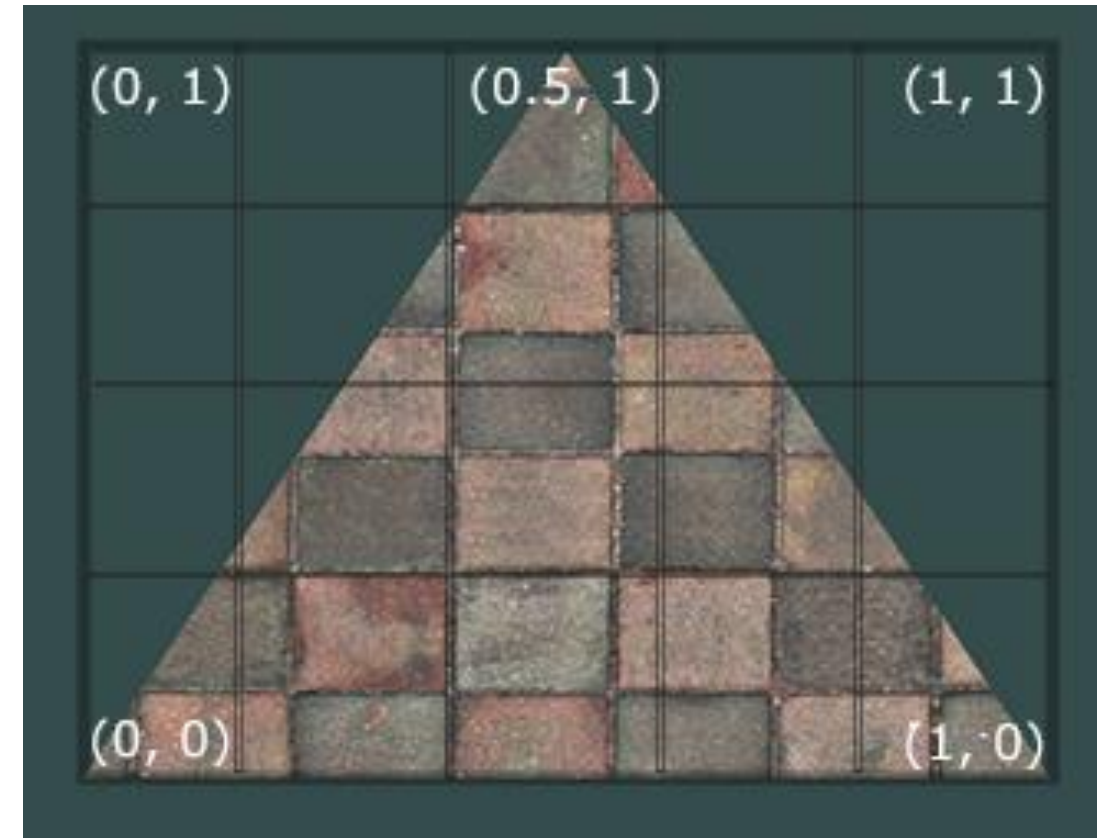 (0, 1) (0.5, 1) (1, 1)
(0, 0) (1, 0)